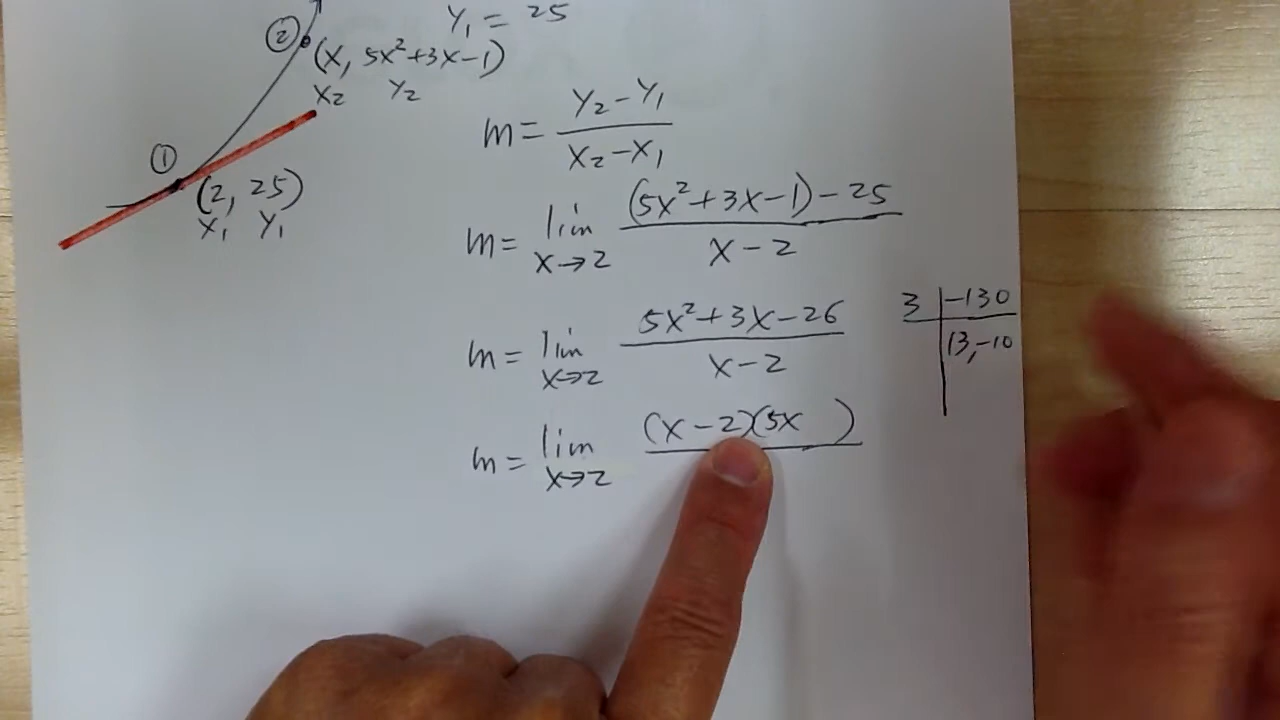 Y₁ = 25
② (X, 5X²+3X-1)
X₂ Y₂
① (2, 25)
X₁ Y₁
m = Y₂-Y₁ / X₂-X₁
m = lim X→2 (5X²+3X-1)-25 / X-2
m = lim X→2 5X²+3X-26 / X-2
3 | -130
13, -10
m = lim X→2 (X-2)(5X )